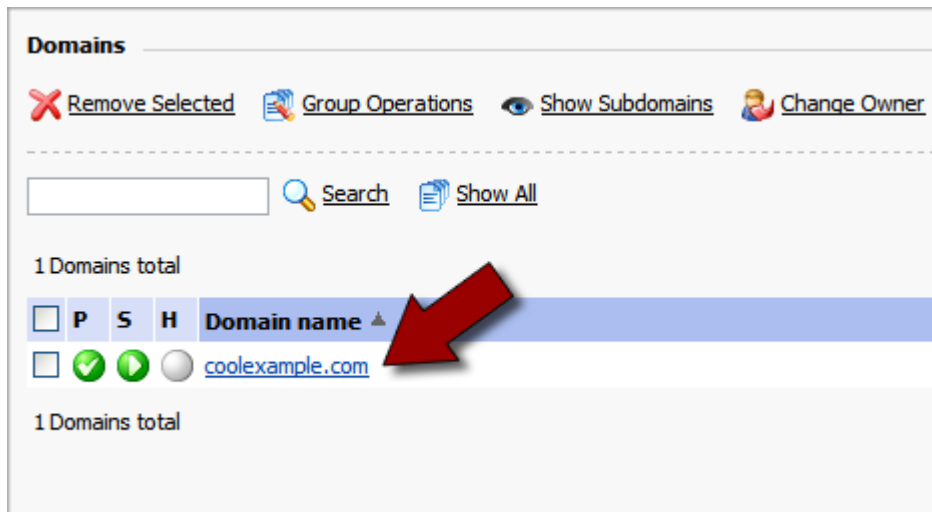 Domains
Remove Selected Group Operations Show Subdomains Change Owner
Search Show All
1 Domains total
P S H Domain name
coolexample.com
1 Domains total